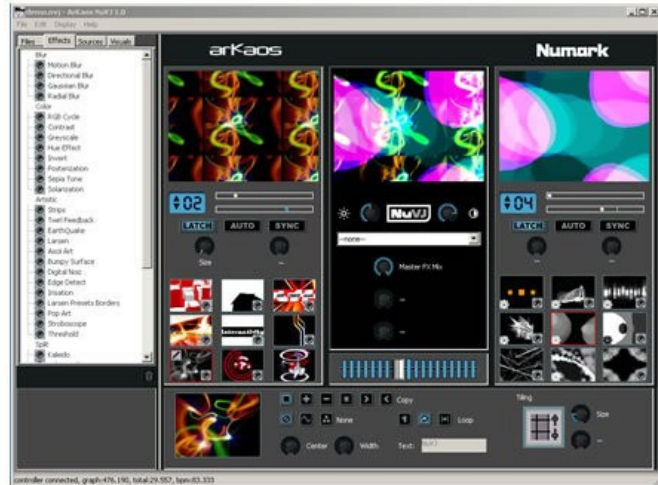 demo.nvj - ArKaos NuVJ 1.0
File Edit Display Help
Files Effects Sources Visuals
Blur
Motion Blur
Directional Blur
Gaussian Blur
Radial Blur
Color
RGB Cycle
Contrast
Greyscale
Hue Effect
Invert
Posterization
Sepia Tone
Solarization
Artistic
Strips
Twirl Feedback
EarthQuake
Larsen
Ascii Art
Bumpy Surface
Digital Noiz
Edge Detect
Insation
Larsen Presets Borders
Pop Art
Stroboscope
Threshold
Split
Kaleido
arKaos
Numark
02
LATCH AUTO SYNC
Size --
NuVJ
--none--
Master FX Mix
--
--
04
LATCH AUTO SYNC
-- --
Copy
None
Loop
Center Width Text: NuVJ
Tiling
Size
--
controller connected, graph:476.190, total:29.557, bpm:83.333